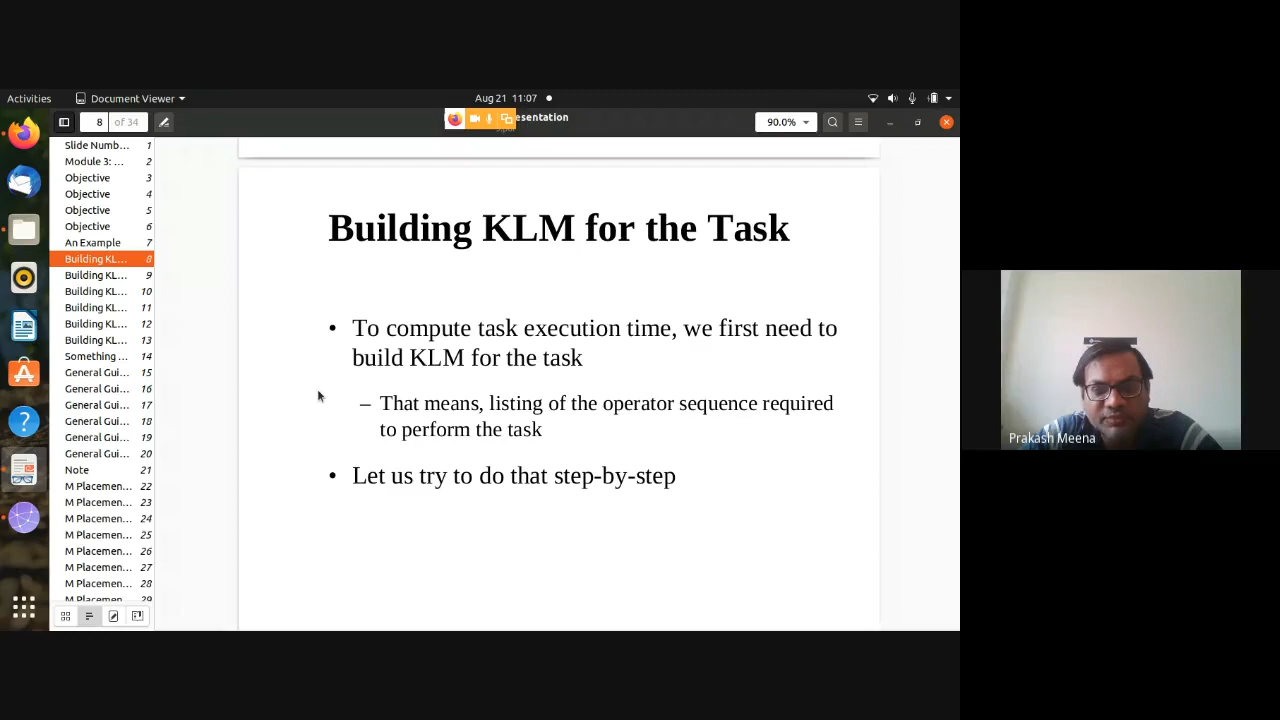 Activities
Document Viewer
Aug 21 11:07
8 of 34
esentation
90.0%
Slide Numb... 1
Module 3: ... 2
Objective 3
Objective 4
Objective 5
Objective 6
An Example 7
Building KL... 8
Building KL... 9
Building KL... 10
Building KL... 11
Building KL... 12
Building KL... 13
Something ... 14
General Gui... 15
General Gui... 16
General Gui... 17
General Gui... 18
General Gui... 19
General Gui... 20
Note 21
M Placemen... 22
M Placemen... 23
M Placemen... 24
M Placemen... 25
M Placemen... 26
M Placemen... 27
M Placemen... 28
M Placemen... 29
Building KLM for the Task
• To compute task execution time, we first need to
build KLM for the task
– That means, listing of the operator sequence required
to perform the task
• Let us try to do that step-by-step
Prakash Meena